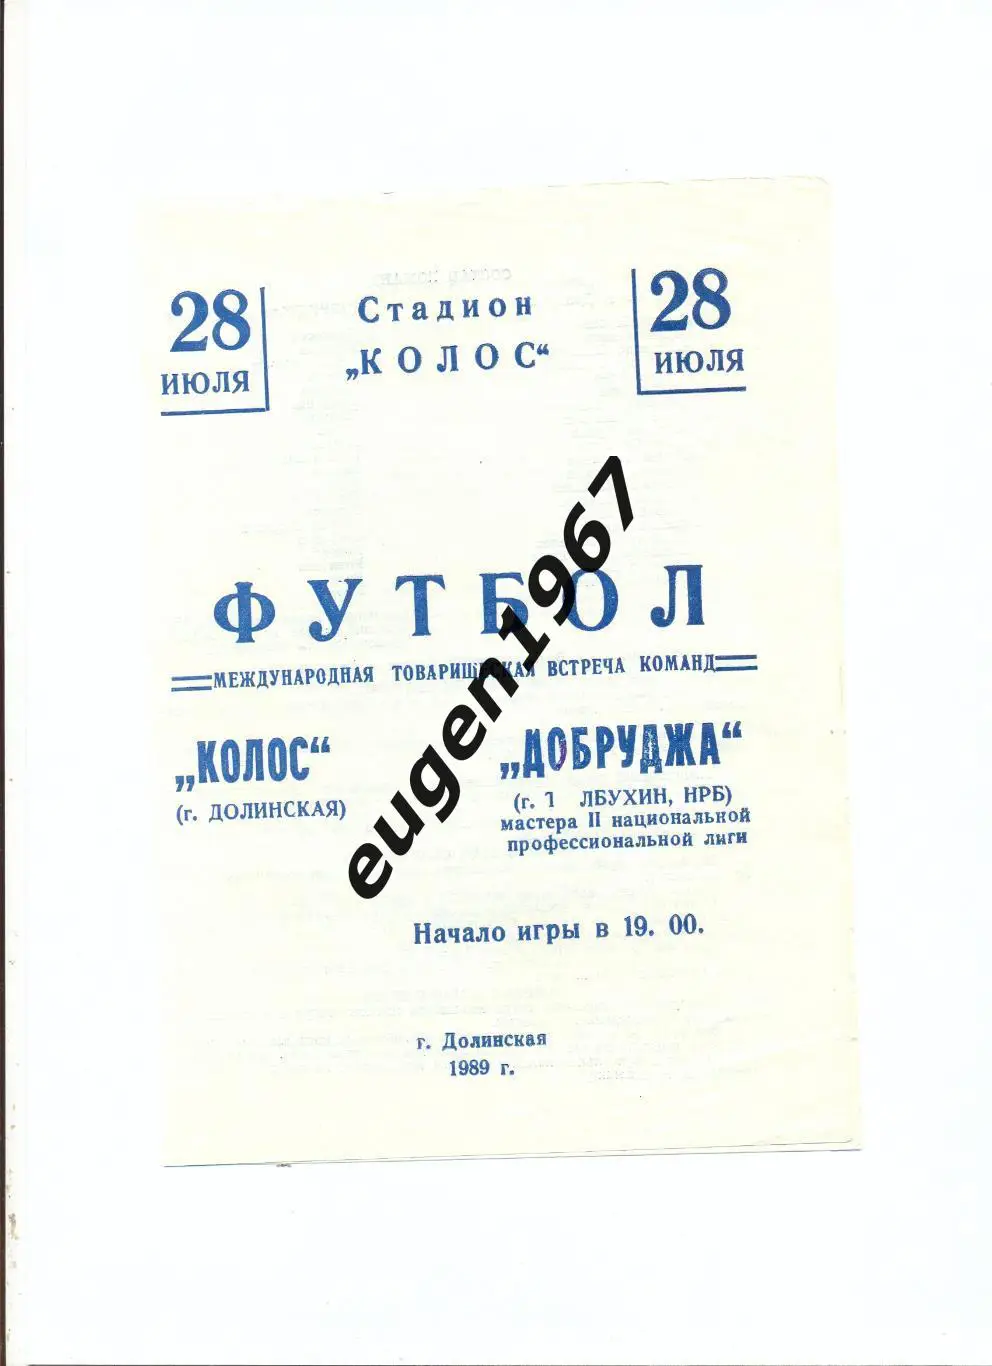 28
ИЮЛЯ
Стадион
„КОЛОС“
28
ИЮЛЯ
ФУТБОЛ
МЕЖДУНАРОДНАЯ ТОВАРИЩЕСКАЯ ВСТРЕЧА КОМАНД
„КОЛОС“
(г. ДОЛИНСКАЯ)
„ДОБРУДЖА“
(г. Т ЛБУХИН, НРБ)
мастера II национальной
профессиональной лиги
Начало игры в 19. 00.
г. Долинская
1989 г.
eugen1967